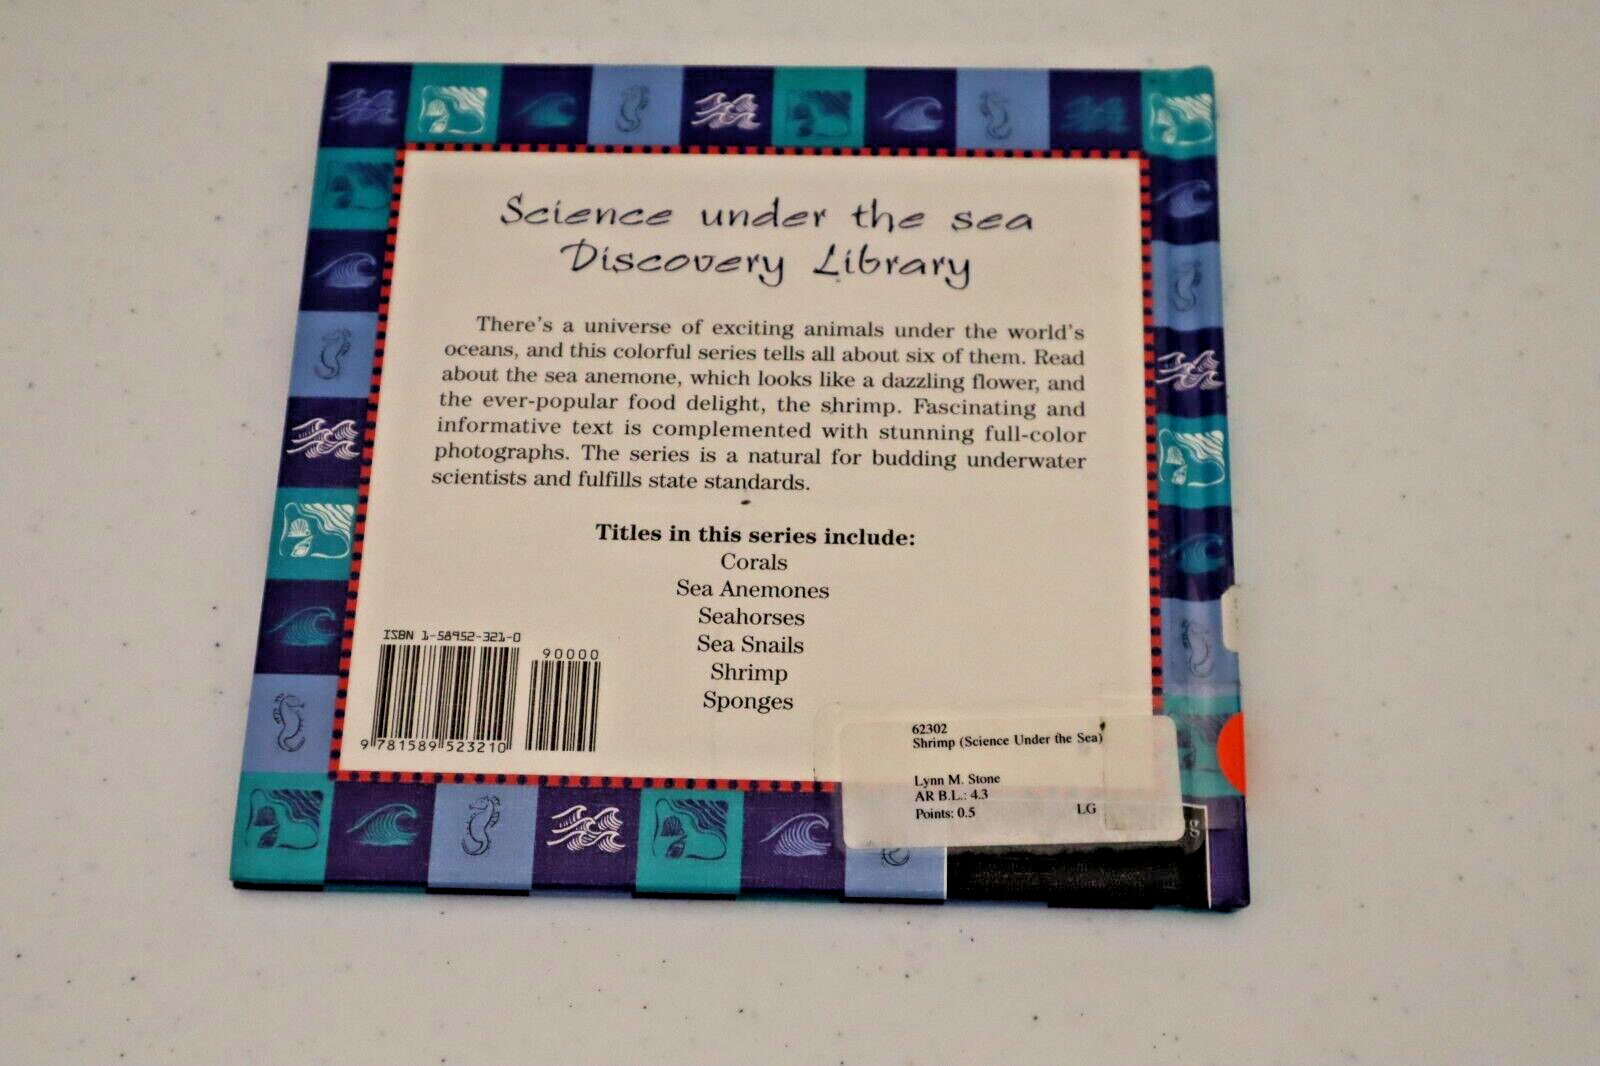 Science under the sea
Discovery Library
There's a universe of exciting animals under the world's
oceans, and this colorful series tells all about six of them. Read
about the sea anemone, which looks like a dazzling flower, and
the ever-popular food delight, the shrimp. Fascinating and
informative text is complemented with stunning full-color
photographs. The series is a natural for budding underwater
scientists and fulfills state standards.
Titles in this series include:
Corals
Sea Anemones
Seahorses
Sea Snails
Shrimp
Sponges
ISBN 1-58952-321-0
90000
9 781589 523210
62302
Shrimp (Science Under the Sea)
Lynn M. Stone
AR B.L.: 4.3
Points: 0.5 LG